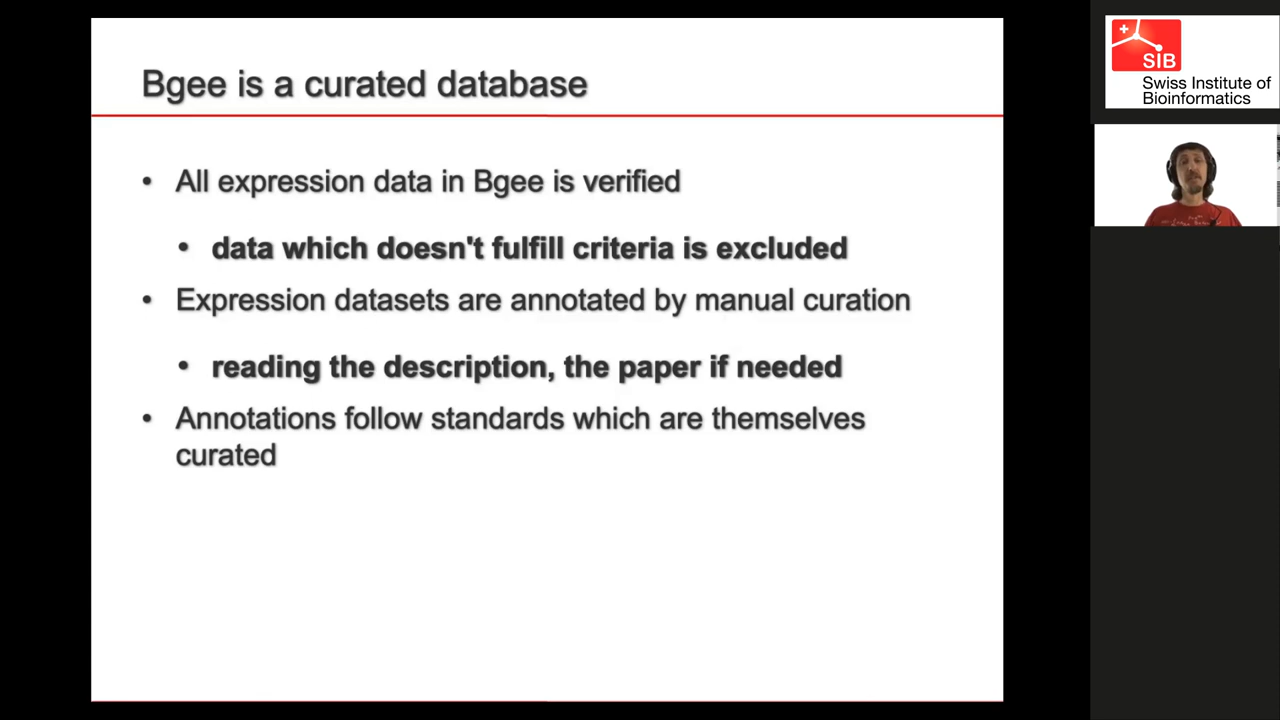 Bgee is a curated database
• All expression data in Bgee is verified
• data which doesn't fulfill criteria is excluded
• Expression datasets are annotated by manual curation
• reading the description, the paper if needed
• Annotations follow standards which are themselves
curated
SIB
Swiss Institute of
Bioinformatics